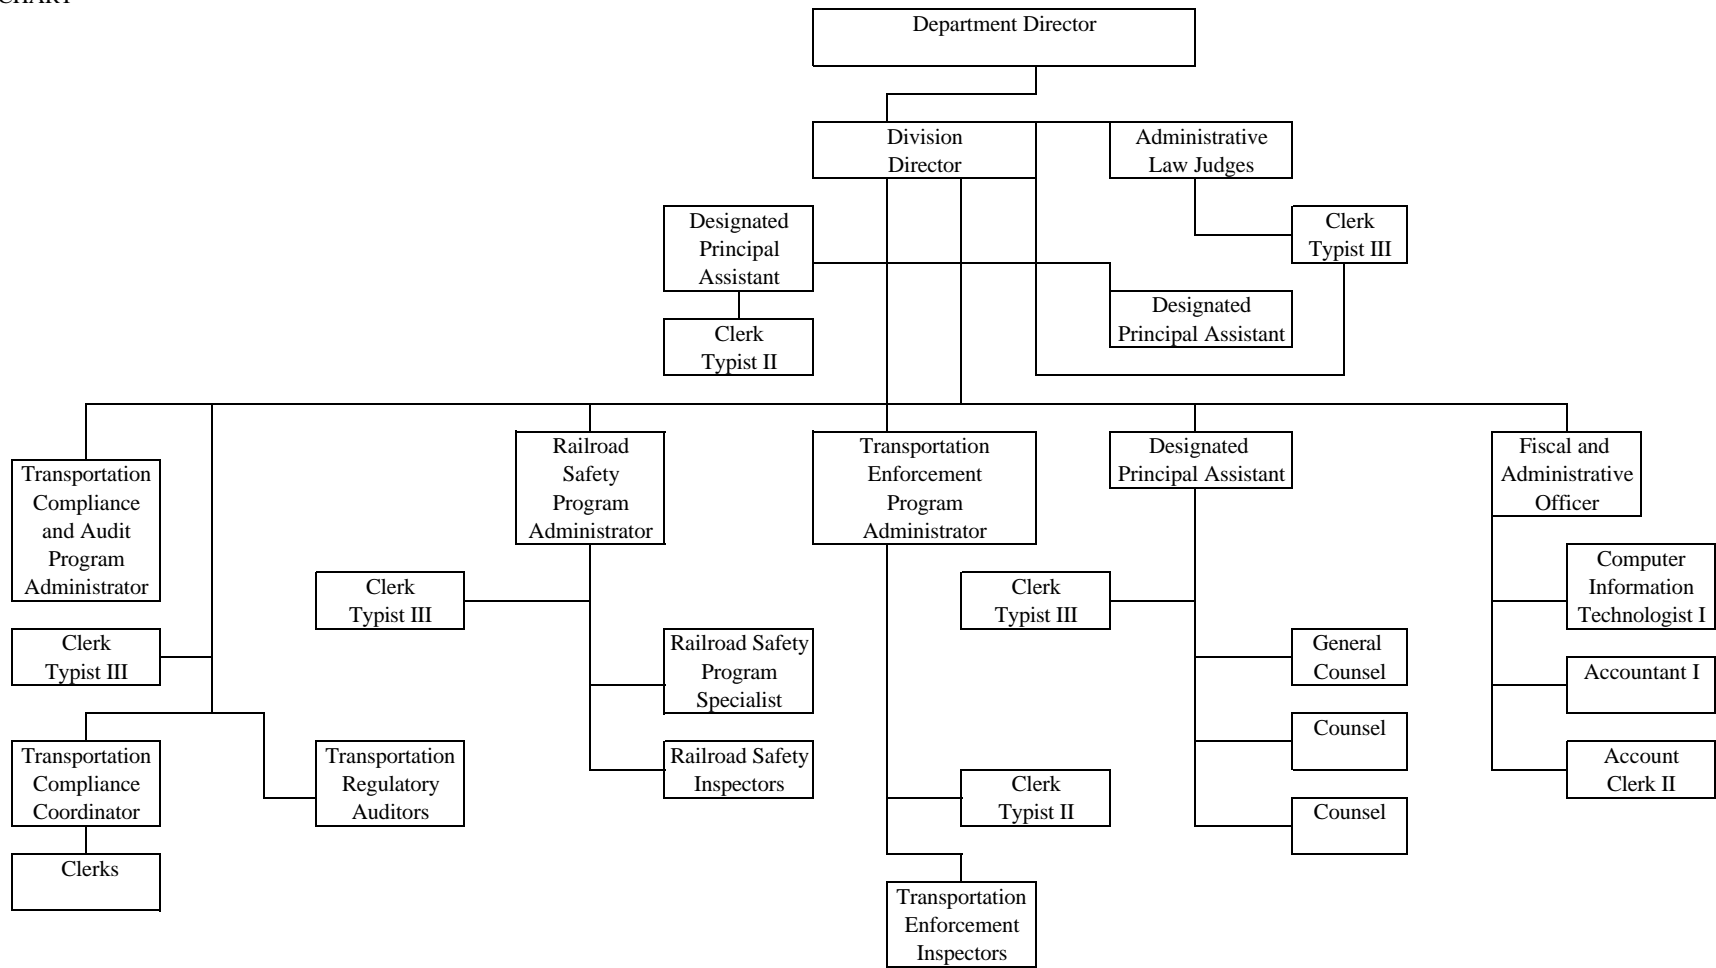 CHART
Department Director
Division
Director
Administrative
Law Judges
Designated
Principal
Assistant
Clerk
Typist III
Designated
Principal Assistant
Clerk
Typist II
Transportation
Compliance
and Audit
Program
Administrator
Railroad
Safety
Program
Administrator
Transportation
Enforcement
Program
Administrator
Designated
Principal Assistant
Fiscal and
Administrative
Officer
Clerk
Typist III
Clerk
Typist III
Railroad Safety
Program
Specialist
Railroad Safety
Inspectors
Clerk
Typist III
General
Counsel
Counsel
Counsel
Computer
Information
Technologist I
Accountant I
Account
Clerk II
Transportation
Compliance
Coordinator
Transportation
Regulatory
Auditors
Clerks
Clerk
Typist II
Transportation
Enforcement
Inspectors